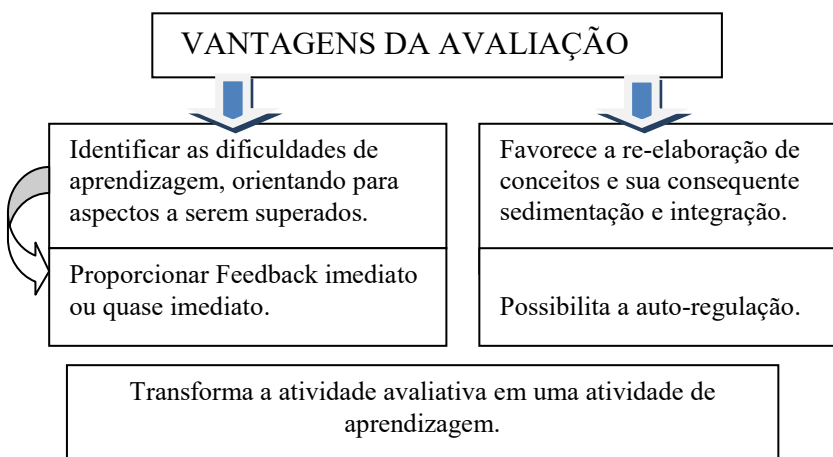 VANTAGENS DA AVALIAÇÃO
Identificar as dificuldades de
aprendizagem, orientando para
aspectos a serem superados.
Proporcionar Feedback imediato
ou quase imediato.
Favorece a re-elaboração de
conceitos e sua consequente
sedimentação e integração.
Possibilita a auto-regulação.
Transforma a atividade avaliativa em uma atividade de
aprendizagem.